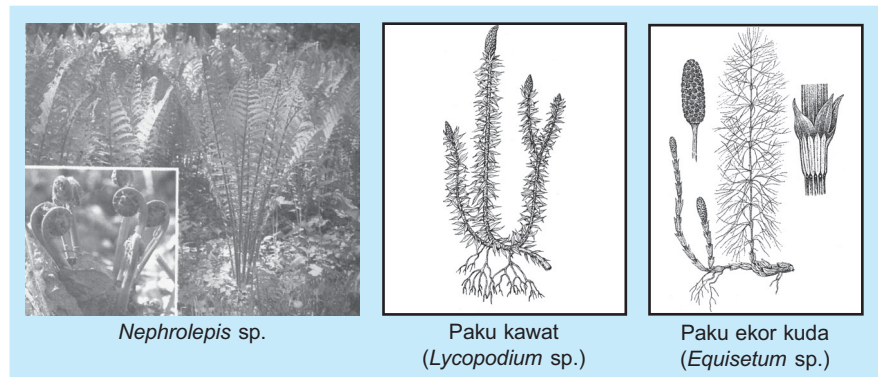 Nephrolepis sp.
Paku kawat
(Lycopodium sp.)
Paku ekor kuda
(Equisetum sp.)